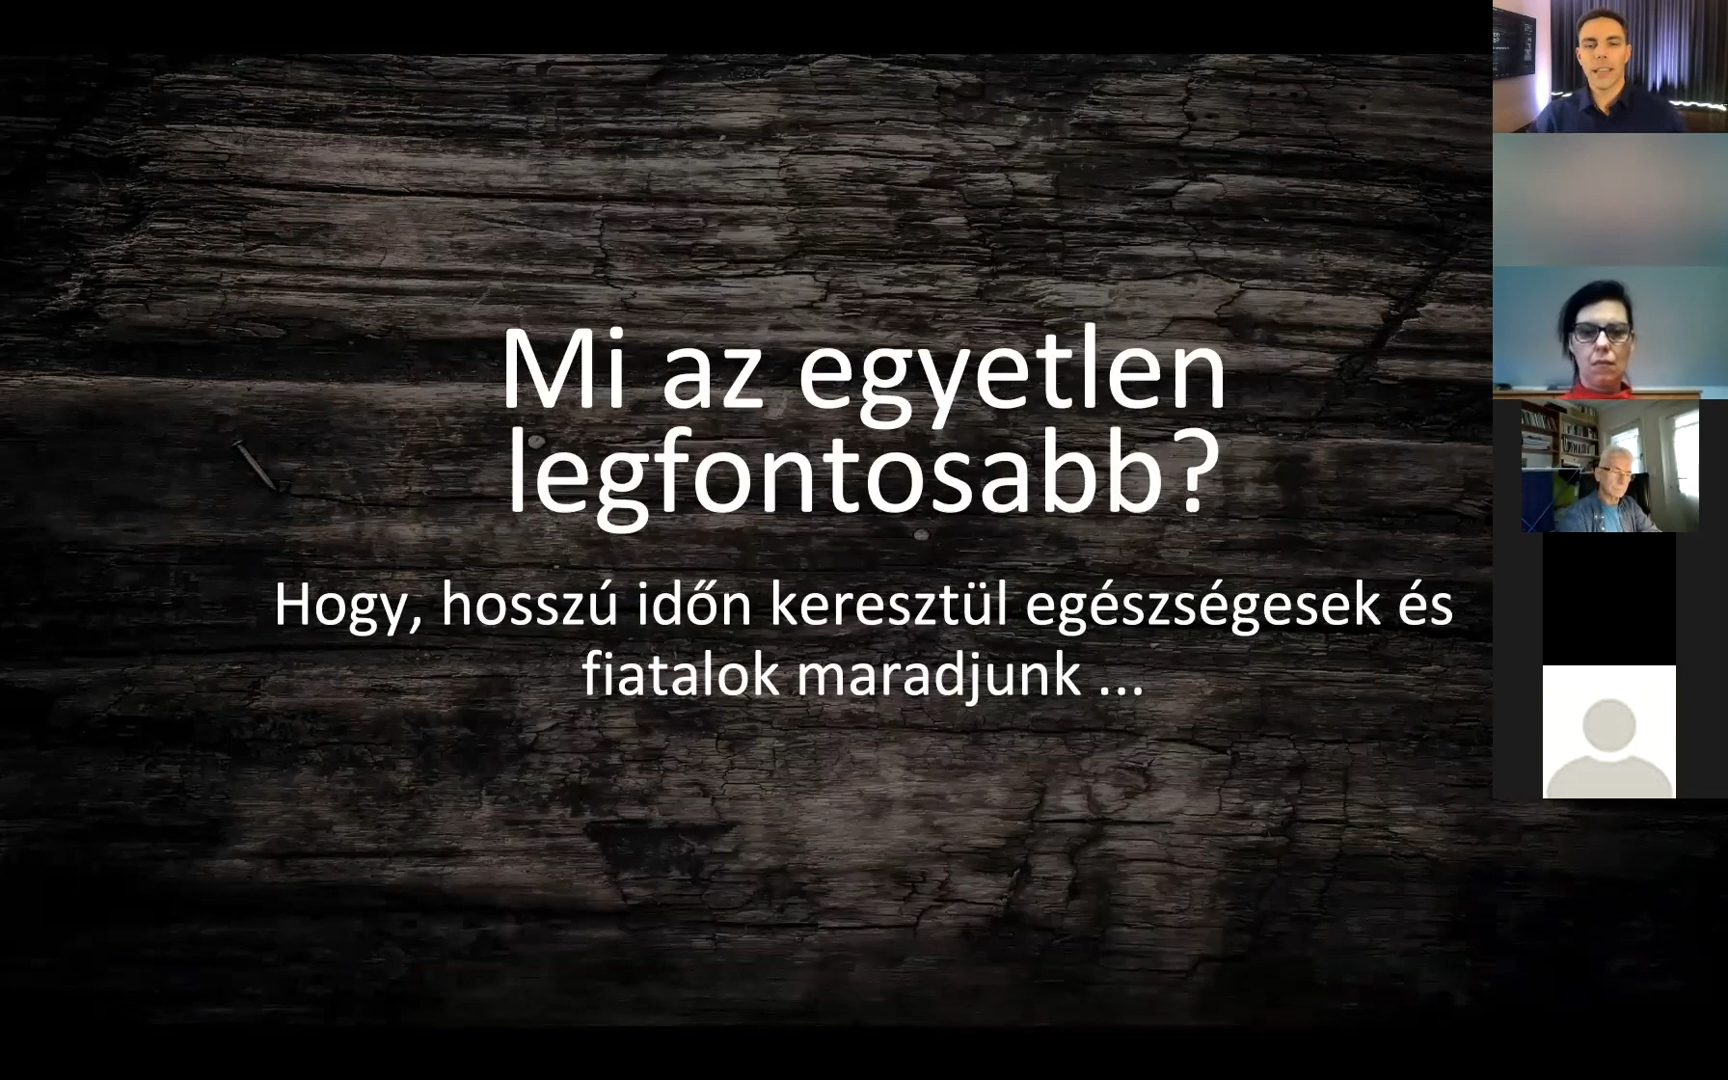 Mi az egyetlen
legfontosabb?
Hogy, hosszú időn keresztül egészségesek és
fiatalok maradjunk ...